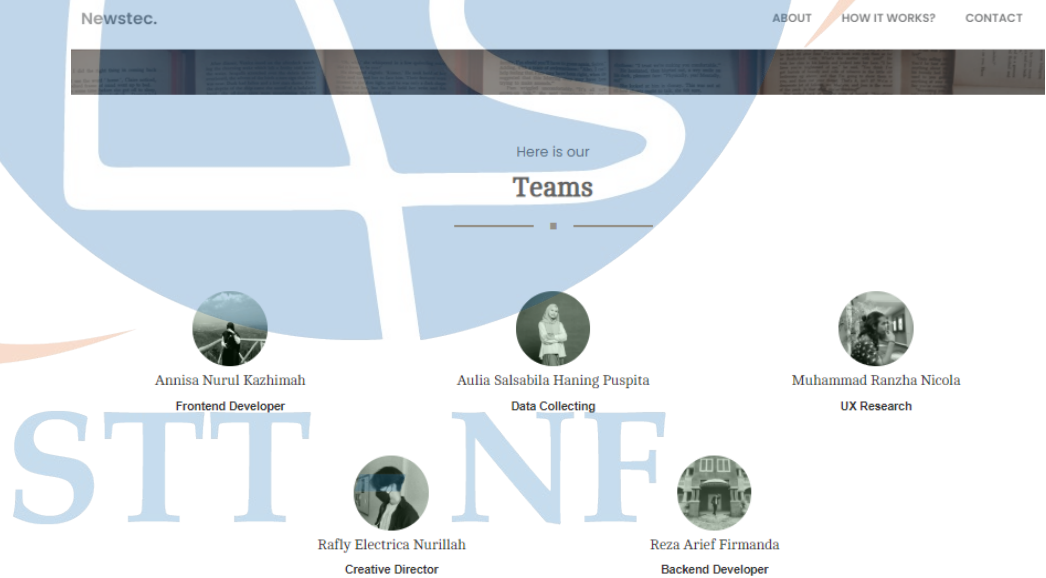 Newstec.
ABOUT HOW IT WORKS? CONTACT
Here is our
Teams
Annisa Nurul Kazhimah
Frontend Developer
Aulia Salsabila Haning Puspita
Data Collecting
Muhammad Ranzha Nicola
UX Research
STT NF
Rafly Electrica Nurillah
Creative Director
Reza Arief Firmanda
Backend Developer